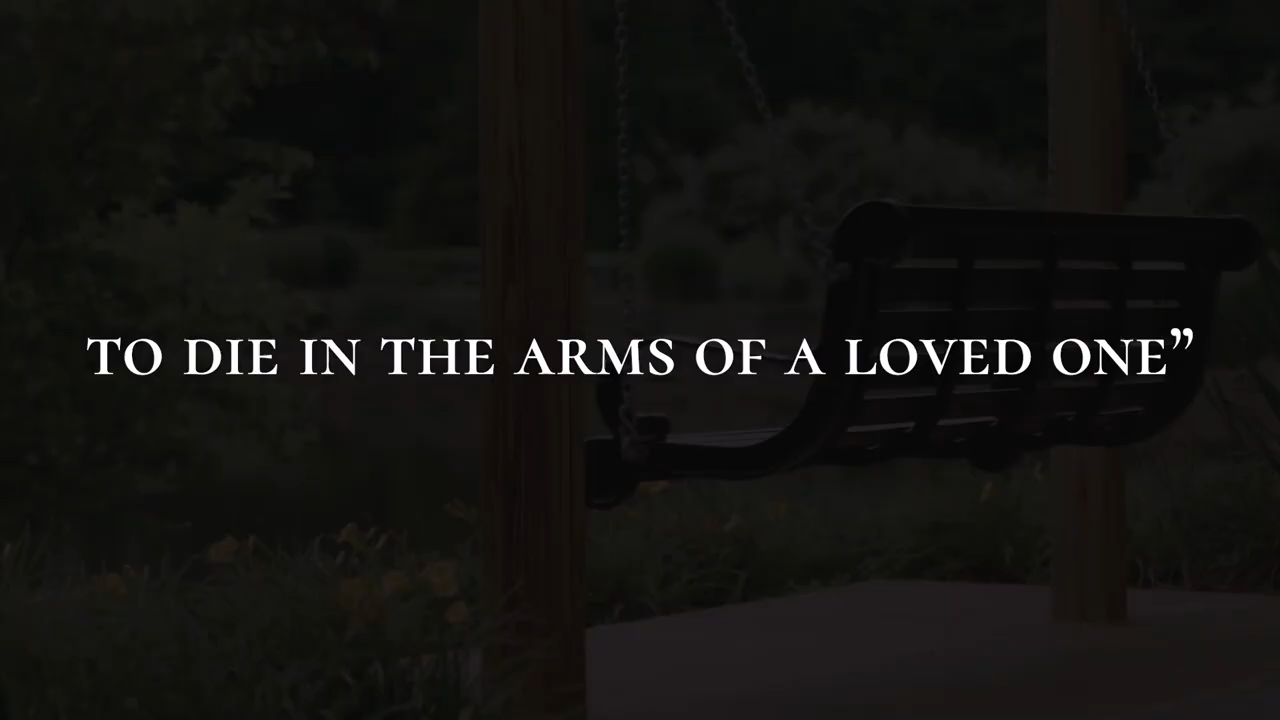 TO DIE IN THE ARMS OF A LOVED ONE”